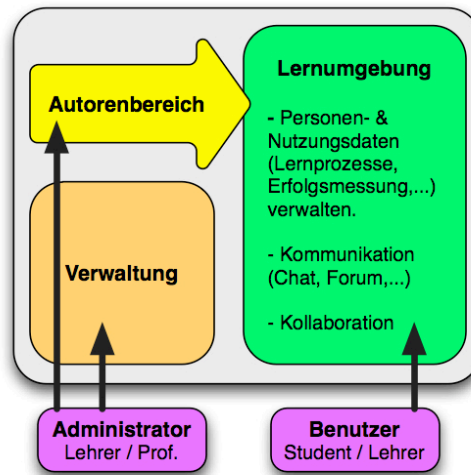 Autorenbereich
Lernumgebung
- Personen- &
Nutzungsdaten
(Lernprozesse,
Erfolgsmessung,...)
verwalten.
- Kommunikation
(Chat, Forum,...)
- Kollaboration
Verwaltung
Administrator
Lehrer / Prof.
Benutzer
Student / Lehrer